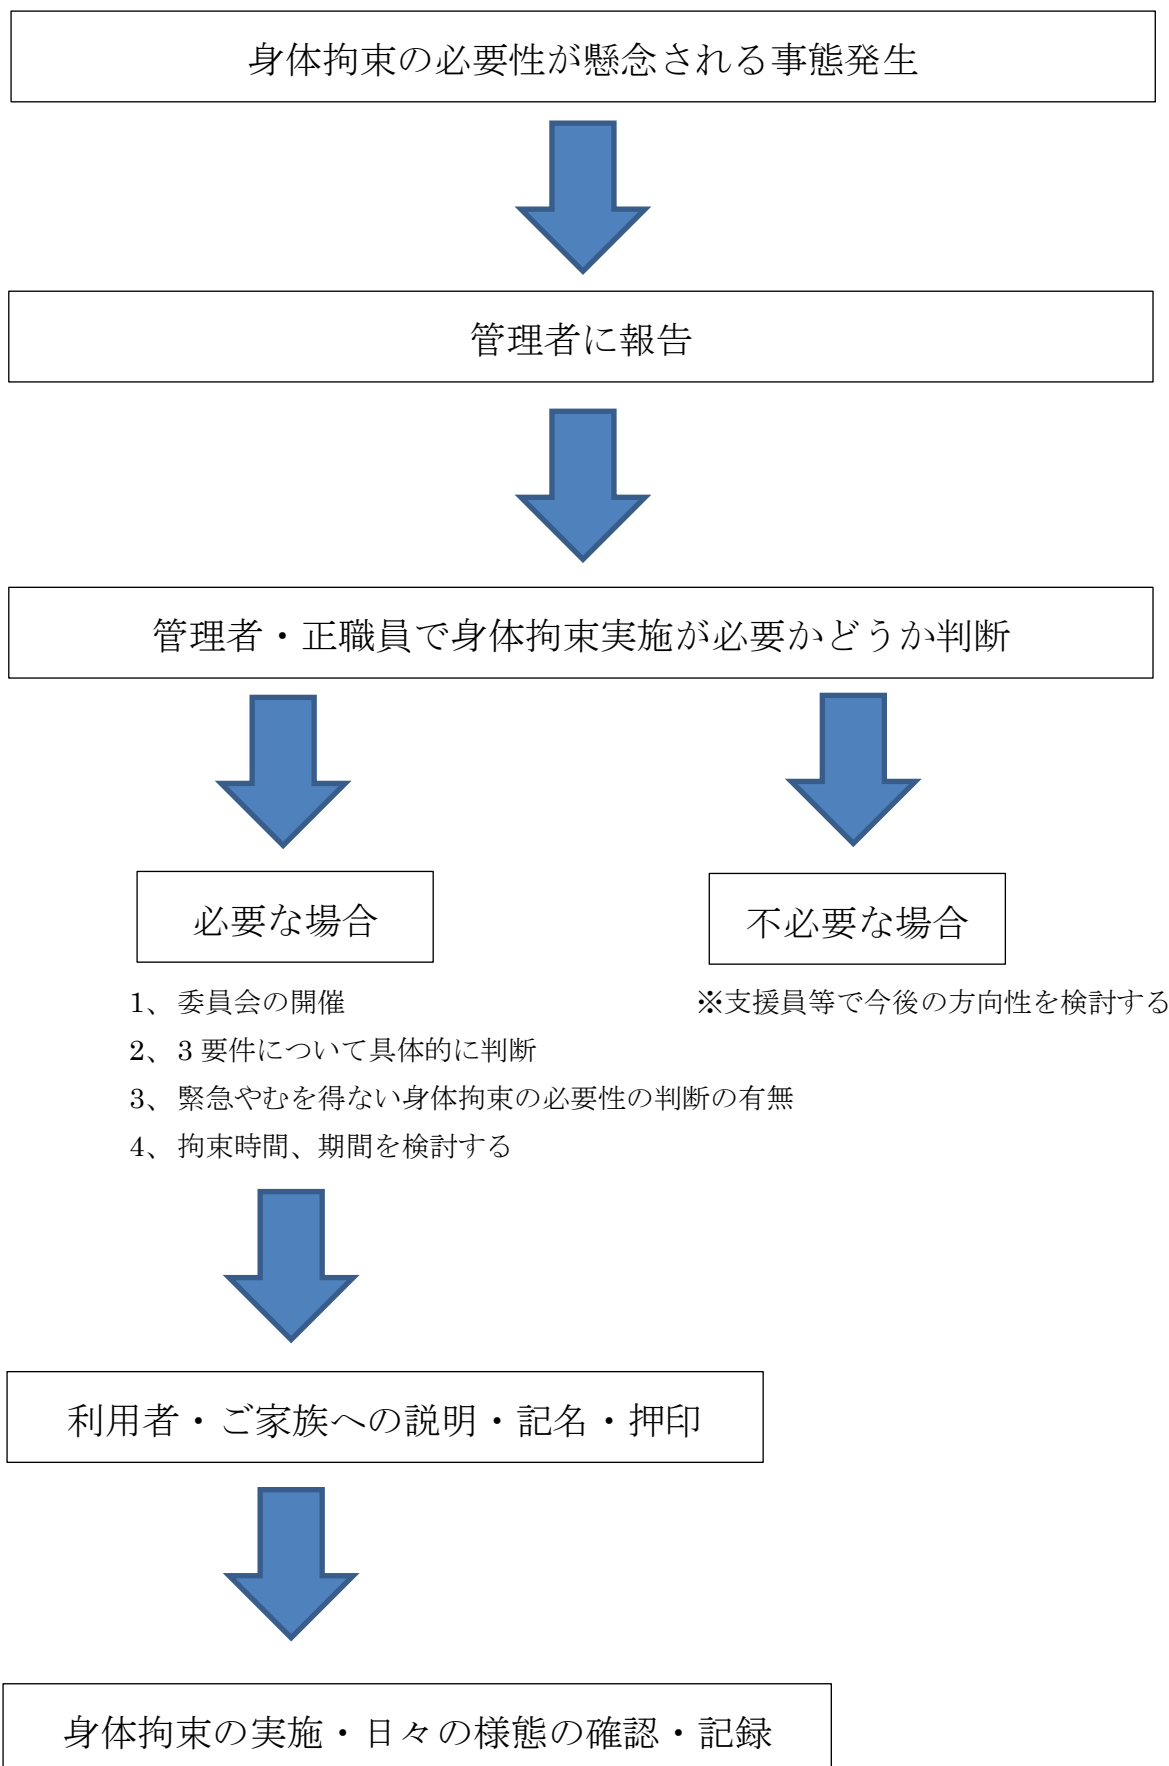 身体拘束の必要性が懸念される事態発生
管理者に報告
管理者・正職員で身体拘束実施が必要かどうか判断
必要な場合
不必要な場合
1、 委員会の開催
2、 3 要件について具体的に判断
3、 緊急やむを得ない身体拘束の必要性の判断の有無
4、 拘束時間、期間を検討する
※支援員等で今後の方向性を検討する
利用者・ご家族への説明・記名・押印
身体拘束の実施・日々の様態の確認・記録